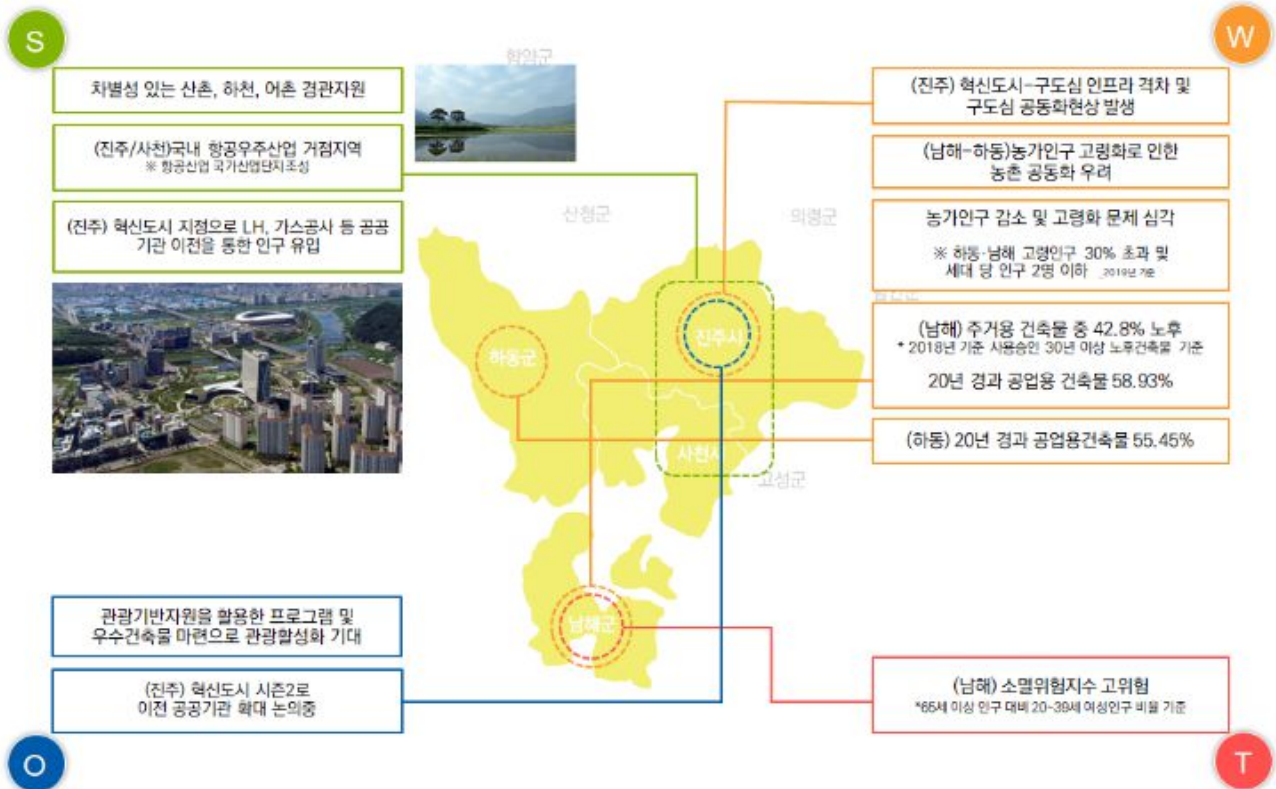 S
차별성 있는 산촌, 하천, 어촌 경관자원
(진주/사천)국내 항공우주산업 거점지역
※ 항공산업 국가산업단지조성
(진주) 혁신도시 지정으로 LH, 가스공사 등 공공
기관 이전을 통한 인구 유입
W
(진주) 혁신도시-구도심 인프라 격차 및
구도심 공동화현상 발생
(남해-하동)농가인구 고령화로 인한
농촌 공동화 우려
농가인구 감소 및 고령화 문제 심각
※ 하동·남해 고령인구 30% 초과 및
세대 당 인구 2명 이하 _2019년 기준
(남해) 주거용 건축물 중 42.8% 노후
* 2018년 기준 사용승인 30년 이상 노후건축물 기준
20년 경과 공업용 건축물 58.93%
(하동) 20년 경과 공업용건축물 55.45%
함양군
산청군
의령군
진주시
하동군
사천시
고성군
남해군
관광기반자원을 활용한 프로그램 및
우수건축물 마련으로 관광활성화 기대
(진주) 혁신도시 시즌2로
이전 공공기관 확대 논의중
O
(남해) 소멸위험지수 고위험
*65세 이상 인구 대비 20-39세 여성인구 비율 기준
T